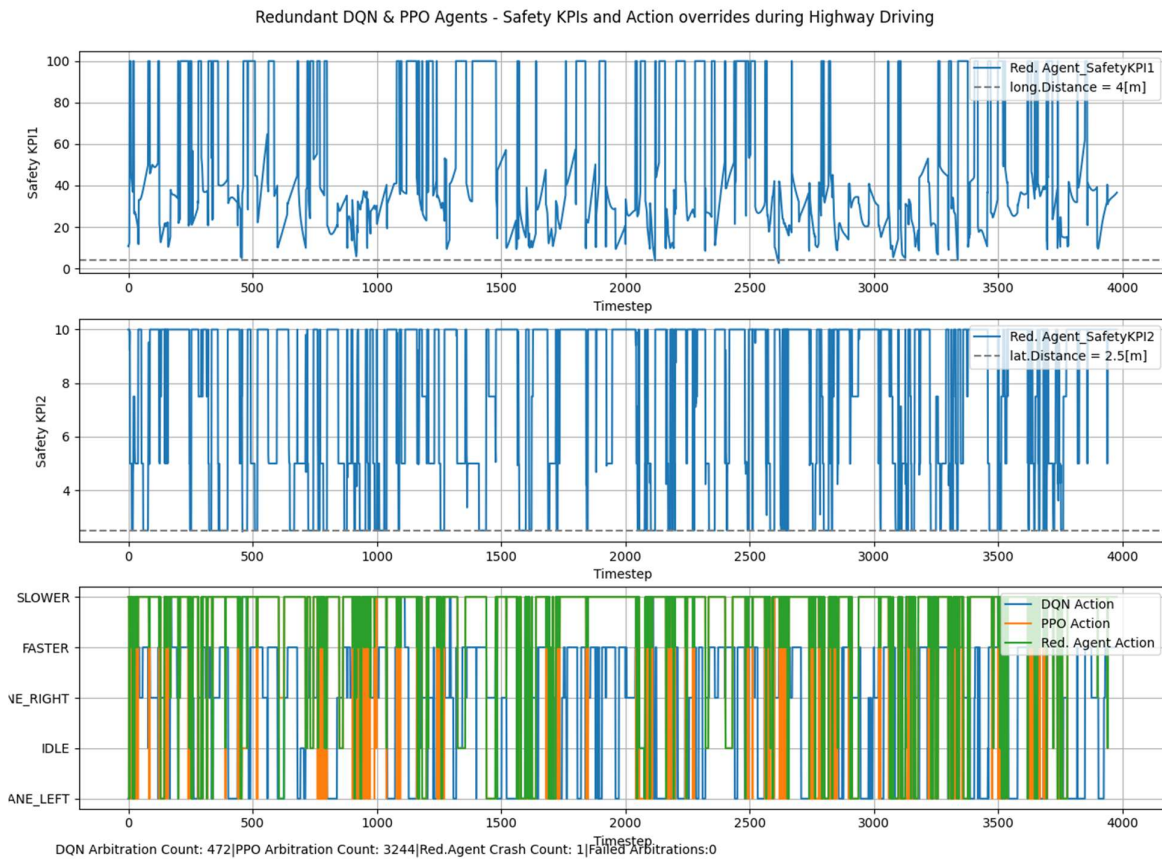 Redundant DQN & PPO Agents - Safety KPIs and Action overrides during Highway Driving
Safety KPI1
100
80
60
40
20
0
Red. Agent_SafetyKPI1
long.Distance = 4[m]
0 500 1000 1500 2000 2500 3000 3500 4000
Timestep
Safety KPI2
10
8
6
4
Red. Agent_SafetyKPI2
lat.Distance = 2.5[m]
0 500 1000 1500 2000 2500 3000 3500 4000
Timestep
SLOWER
FASTER
NE_RIGHT
IDLE
ANE_LEFT
DQN Action
PPO Action
Red. Agent Action
0 500 1000 1500 2000 2500 3000 3500 4000
Timestep
DQN Arbitration Count: 472|PPO Arbitration Count: 3244|Red.Agent Crash Count: 1|Failed Arbitrations:0